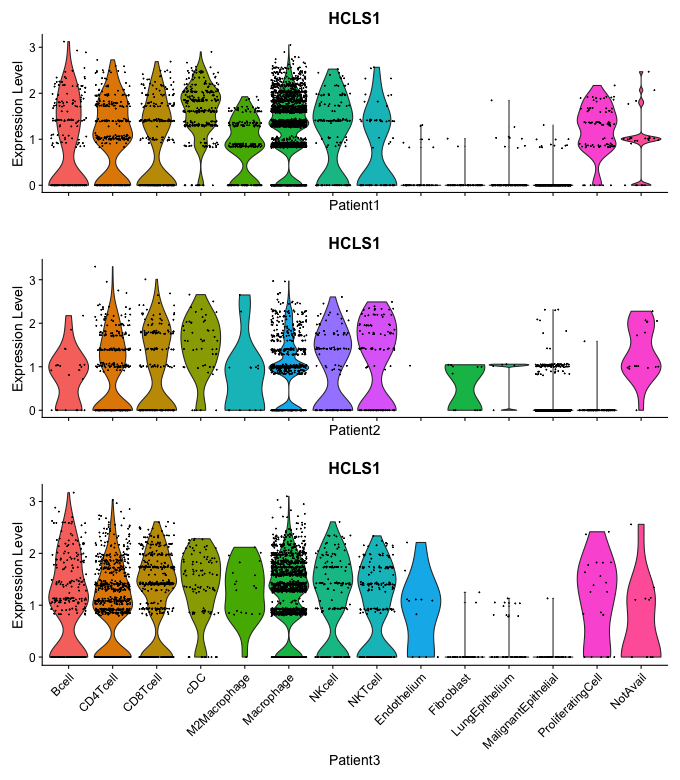 HCLS1
Expression Level
3
2
1
0
Patient1
HCLS1
Expression Level
3
2
1
0
Patient2
HCLS1
Expression Level
3
2
1
0
Bcell
CD4Tcell
CD8Tcell
cDC
M2Macrophage
Macrophage
NKcell
NKTcell
Endothelium
Fibroblast
LungEpithelium
MalignantEpithelial
ProliferatingCell
NotAvail
Patient3